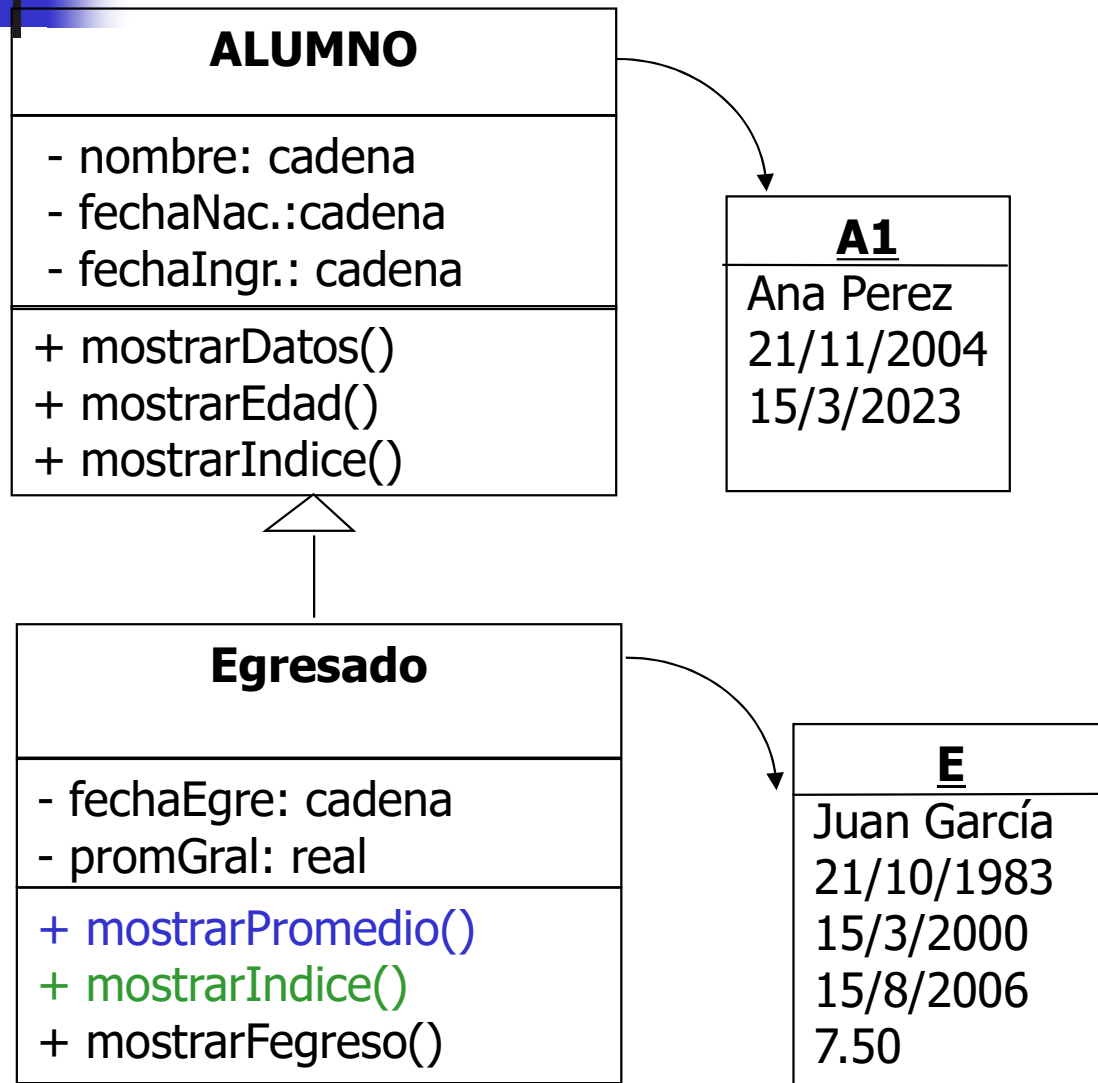 ALUMNO
- nombre: cadena
- fechaNac.:cadena
- fechaIngr.: cadena
+ mostrarDatos()
+ mostrarEdad()
+ mostrarIndice()
A1
Ana Perez
21/11/2004
15/3/2023
Egresado
- fechaEgre: cadena
- promGral: real
+ mostrarPromedio()
+ mostrarIndice()
+ mostrarFegreso()
E
Juan García
21/10/1983
15/3/2000
15/8/2006
7.50